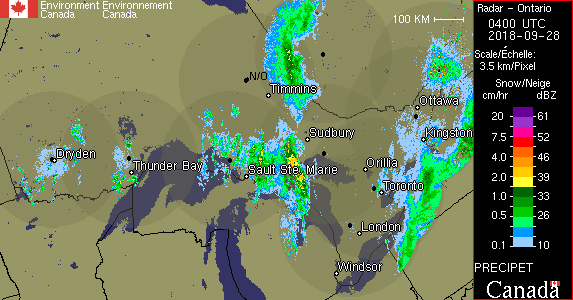 Environment Environnement
Canada Canada
100 KM
N/O
Timmins
Ottawa
Sudbury
Kingston
Dryden
Thunder Bay
Sault Ste. Marie
Orillia
Toronto
London
Windsor
Radar - Ontario
0400 UTC
2018-09-28
Scale/Échelle:
3.5 km/Pixel
Snow/Neige
cm/hr dBZ
20 61
7.5 52
4.0 46
2.0 39
1.0 33
0.5 26
0.1 10
PRECIPET
Canada